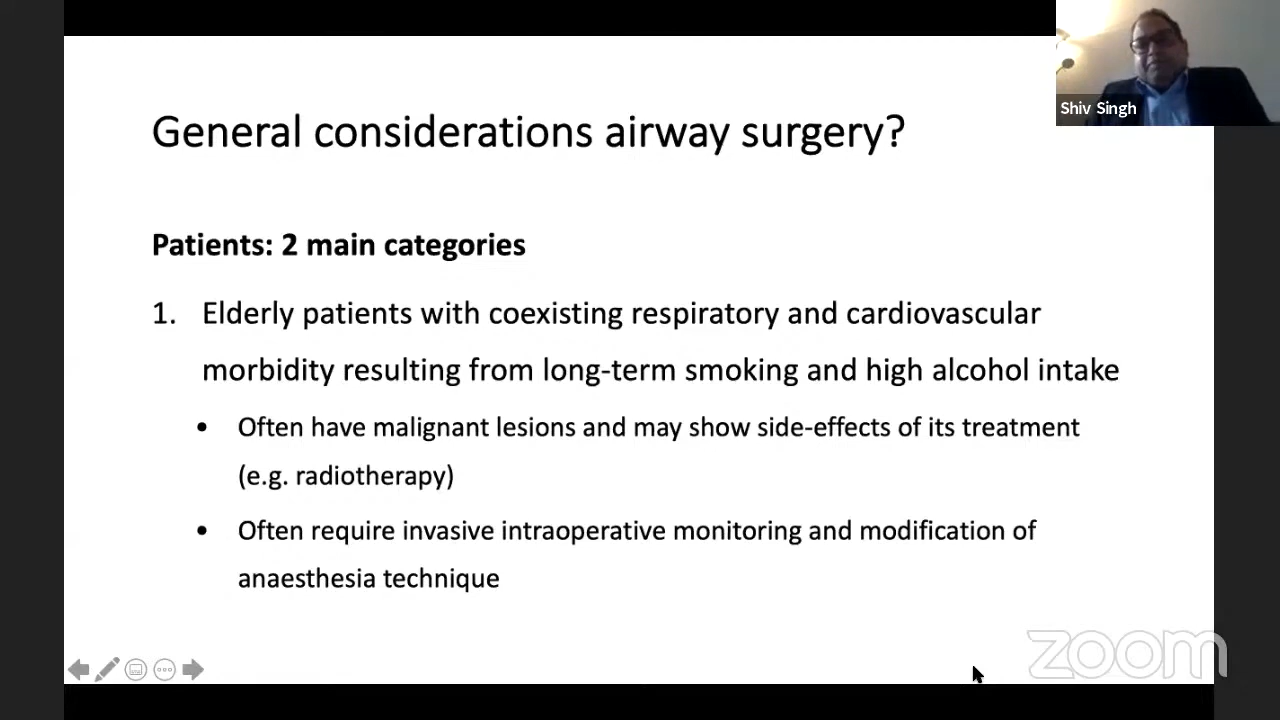 Shiv Singh
General considerations airway surgery?
Patients: 2 main categories
1. Elderly patients with coexisting respiratory and cardiovascular
morbidity resulting from long-term smoking and high alcohol intake
• Often have malignant lesions and may show side-effects of its treatment
(e.g. radiotherapy)
• Often require invasive intraoperative monitoring and modification of
anaesthesia technique
zoom